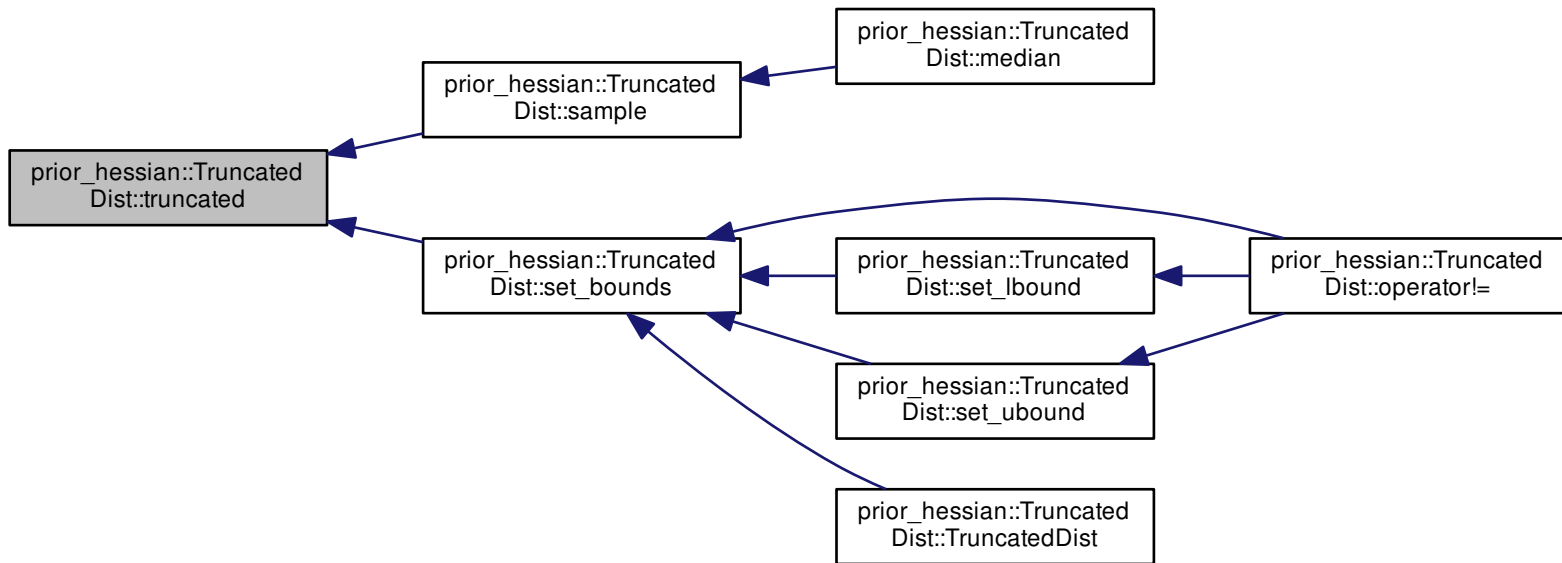 prior_hessian::Truncated
Dist::truncated
prior_hessian::Truncated
Dist::sample
prior_hessian::Truncated
Dist::median
prior_hessian::Truncated
Dist::set_bounds
prior_hessian::Truncated
Dist::set_lbound
prior_hessian::Truncated
Dist::operator!=
prior_hessian::Truncated
Dist::set_ubound
prior_hessian::Truncated
Dist::TruncatedDist